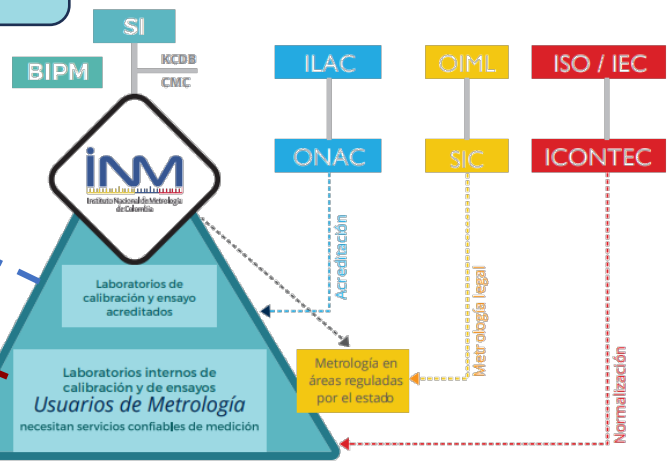 SI
BIPM
KCDB
CMC
ILAC
OIML
ISO / IEC
INM
Instituto Nacional de Metrología
de Colombia
ONAC
SIC
ICONTEC
Acreditación
Metrología legal
Normalización
Laboratorios de
calibración y ensayo
acreditados
Metrología en
áreas reguladas
por el estado
Laboratorios internos de
calibración y de ensayos
Usuarios de Metrología
necesitan servicios confiables de medición